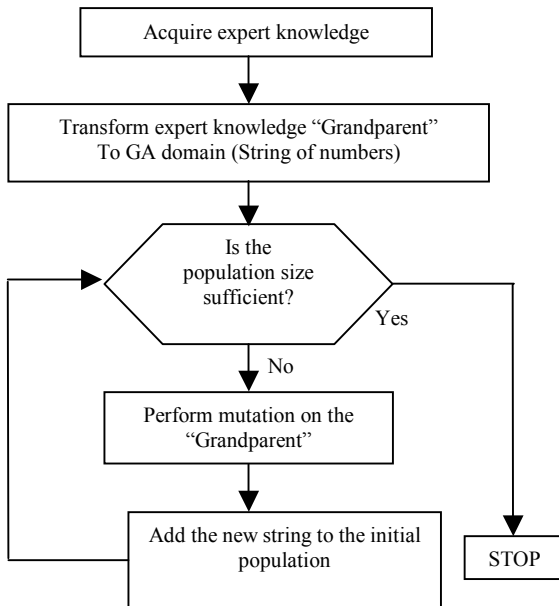 Acquire expert knowledge
Transform expert knowledge “Grandparent”
To GA domain (String of numbers)
Is the
population size
sufficient?
Yes
No
Perform mutation on the
“Grandparent”
Add the new string to the initial
population
STOP